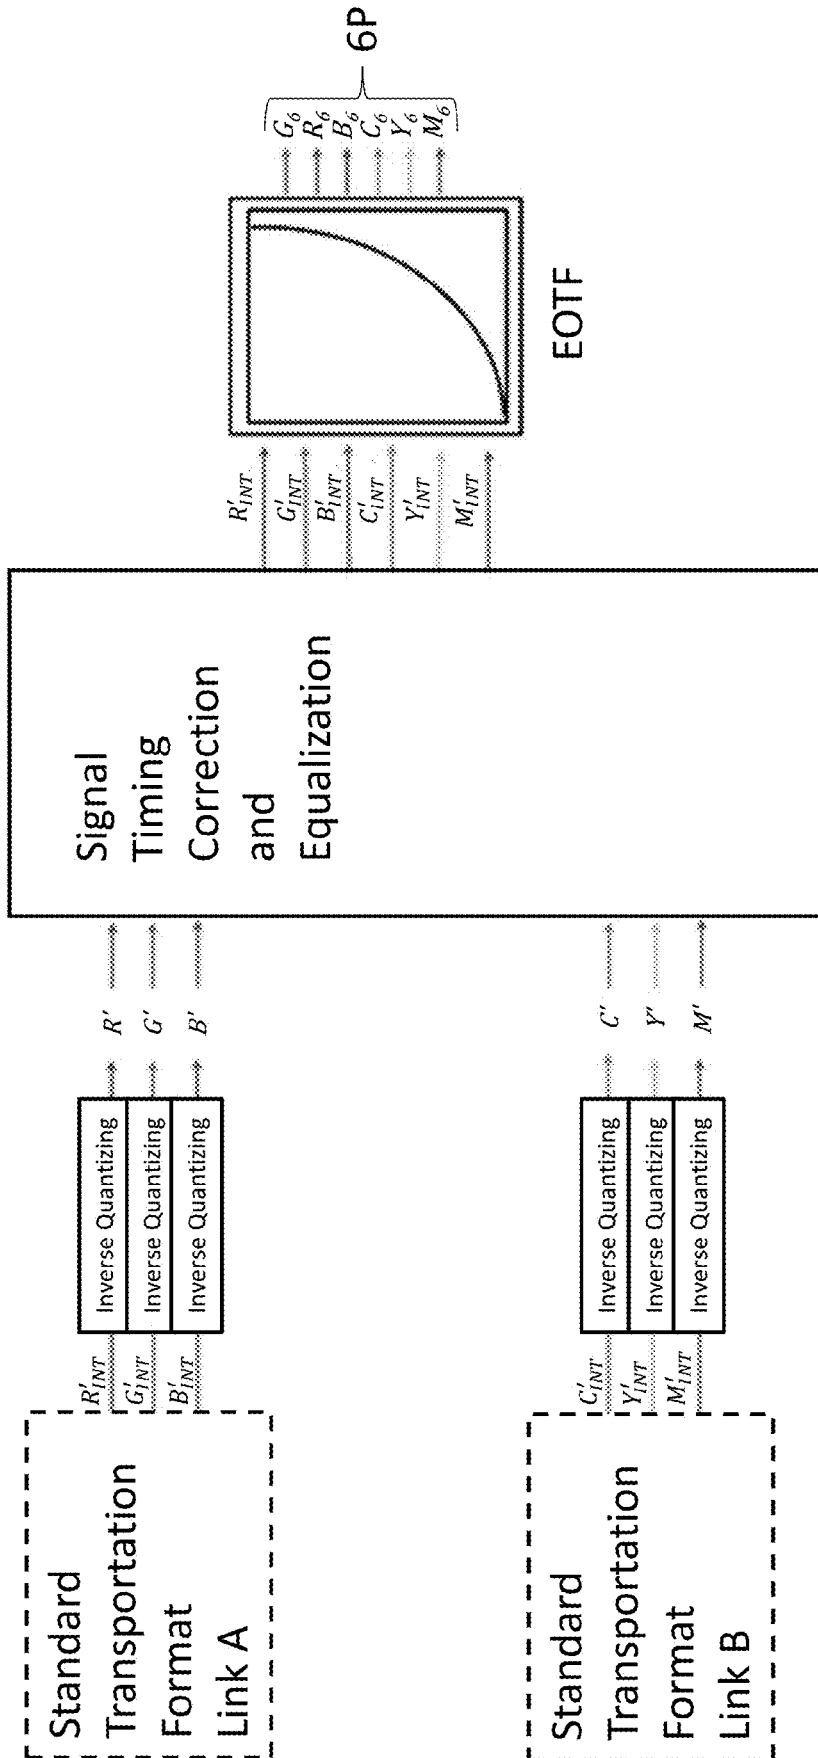 Standard
Transportation
Format
Link A
R'INT
G'INT
B'INT
Inverse Quantizing
Inverse Quantizing
Inverse Quantizing
R'
G'
B'
Standard
Transportation
Format
Link B
C'INT
Y'INT
M'INT
Inverse Quantizing
Inverse Quantizing
Inverse Quantizing
C'
Y'
M'
Signal
Timing
Correction
and
Equalization
R'INT
G'INT
B'INT
C'INT
Y'INT
M'INT
EOTF
G6
R6
B6
C6
Y6
M6
6P